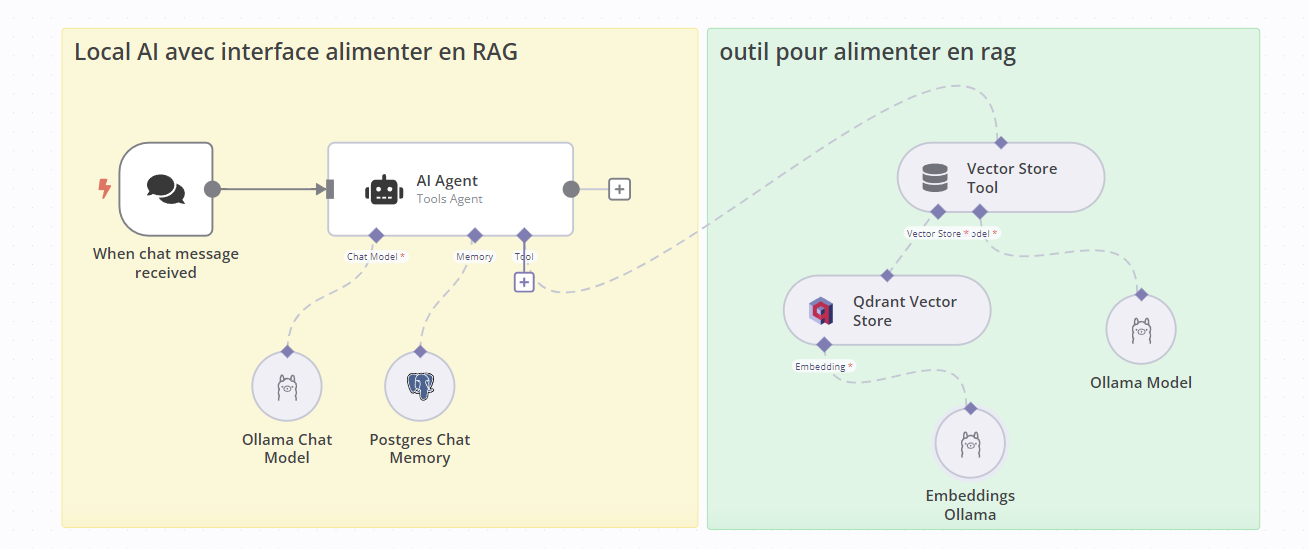 Local AI avec interface alimenter en RAG
outil pour alimenter en rag
When chat message
received
AI Agent
Tools Agent
Chat Model *
Memory
Tool
Ollama Chat
Model
Postgres Chat
Memory
Vector Store
Tool
Vector Store *
odel *
Qdrant Vector
Store
Embedding *
Ollama Model
Embeddings
Ollama